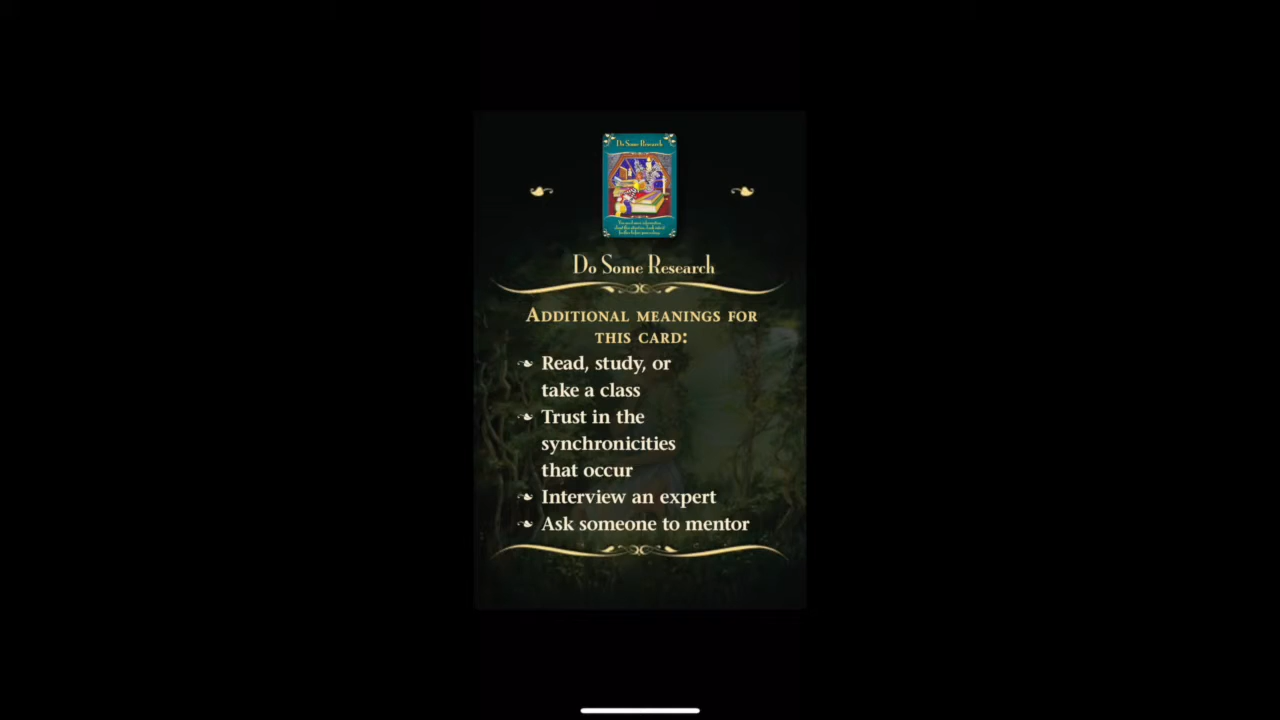 Do Some Research
Do Some Research
Additional meanings for
this card:
Read, study, or
take a class
Trust in the
synchronicities
that occur
Interview an expert
Ask someone to mentor